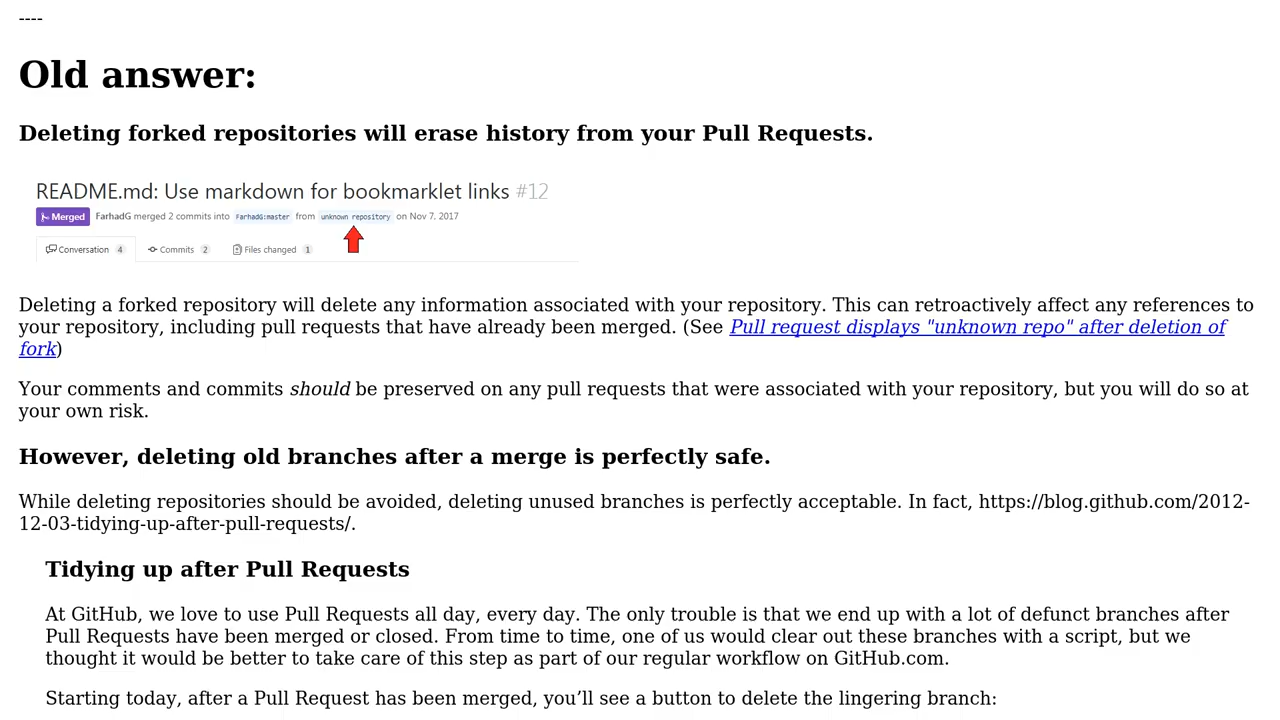 ----
Old answer:
Deleting forked repositories will erase history from your Pull Requests.
README.md: Use markdown for bookmarklet links #12
Merged FarhadG merged 2 commits into FarhadG:master from unknown repository on Nov 7, 2017
Conversation 4 Commits 2 Files changed 1
Deleting a forked repository will delete any information associated with your repository. This can retroactively affect any references to
your repository, including pull requests that have already been merged. (See Pull request displays "unknown repo" after deletion of
fork)
Your comments and commits should be preserved on any pull requests that were associated with your repository, but you will do so at
your own risk.
However, deleting old branches after a merge is perfectly safe.
While deleting repositories should be avoided, deleting unused branches is perfectly acceptable. In fact, https://blog.github.com/2012-
12-03-tidying-up-after-pull-requests/.
Tidying up after Pull Requests
At GitHub, we love to use Pull Requests all day, every day. The only trouble is that we end up with a lot of defunct branches after
Pull Requests have been merged or closed. From time to time, one of us would clear out these branches with a script, but we
thought it would be better to take care of this step as part of our regular workflow on GitHub.com.
Starting today, after a Pull Request has been merged, you’ll see a button to delete the lingering branch: